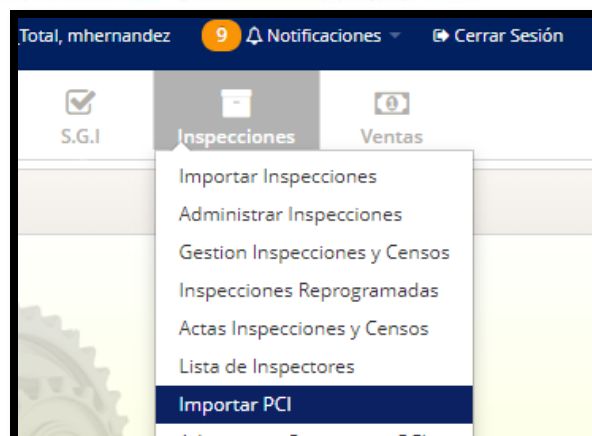 Total, mhernandez 9 Notificaciones Cerrar Sesión
S.G.I Inspecciones Ventas
Importar Inspecciones
Administrar Inspecciones
Gestion Inspecciones y Censos
Inspecciones Reprogramadas
Actas Inspecciones y Censos
Lista de Inspectores
Importar PCI